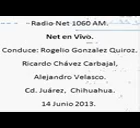 Radio Net 1060 AM.
Net en Vivo.
Conduce: Rogelio Gonzalez Quiroz,
Ricardo Chávez Carbajal,
Alejandro Velasco.
Cd. Juárez, Chihuahua.
14 Junio 2013.